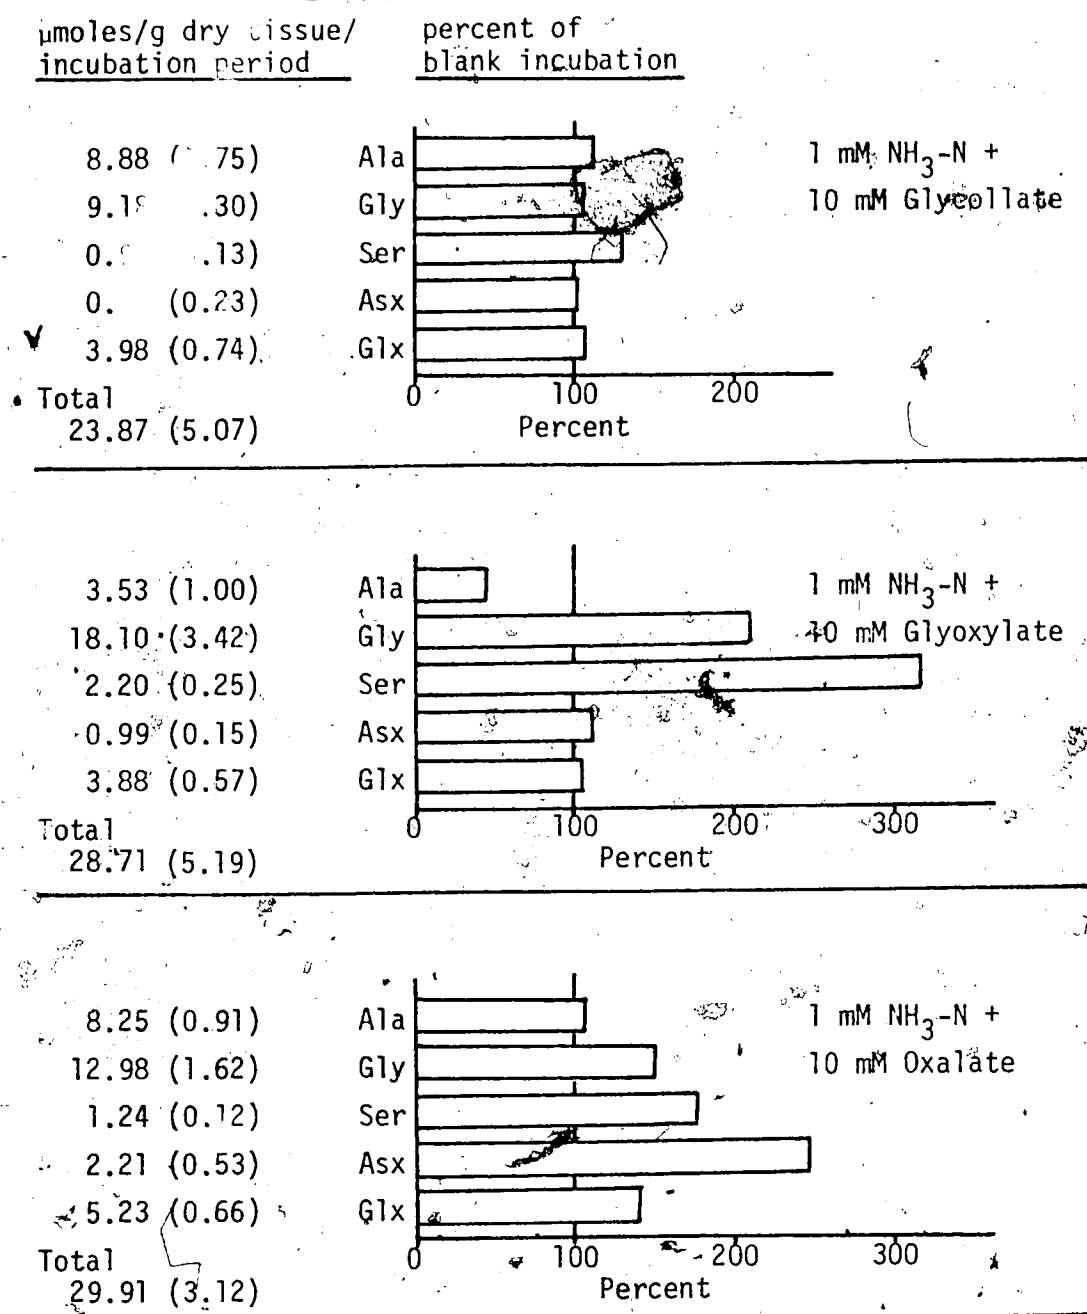 µmoles/g dry tissue/ percent of
incubation period blank incubation
8.88 ( .75) Ala 1 mM NH3-N +
Gly 10 mM Glycollate
.30)
Ser
.13)
0. (0.23) Asx
3.98 (0.74) Glx
0 100 200
Total
23.87 (5.07) Percent
3.53 (1.00) Ala 1 mM NH3-N +
18.10 (3.42) Gly 10 mM Glyoxylate
2.20 (0.25) Ser
0.99 (0.15) Asx
3.88 (0.57) Glx
0 100 200 300
Total
28.71 (5.19) Percent
8.25 (0.91) Ala 1 mM NH3-N +
12.98 (1.62) Gly 10 mM Oxalate
1.24 (0.12) Ser
2.21 (0.53) Asx
5.23 (0.66) Glx
0 100 200 300
Total
29.91 (3.12) Percent